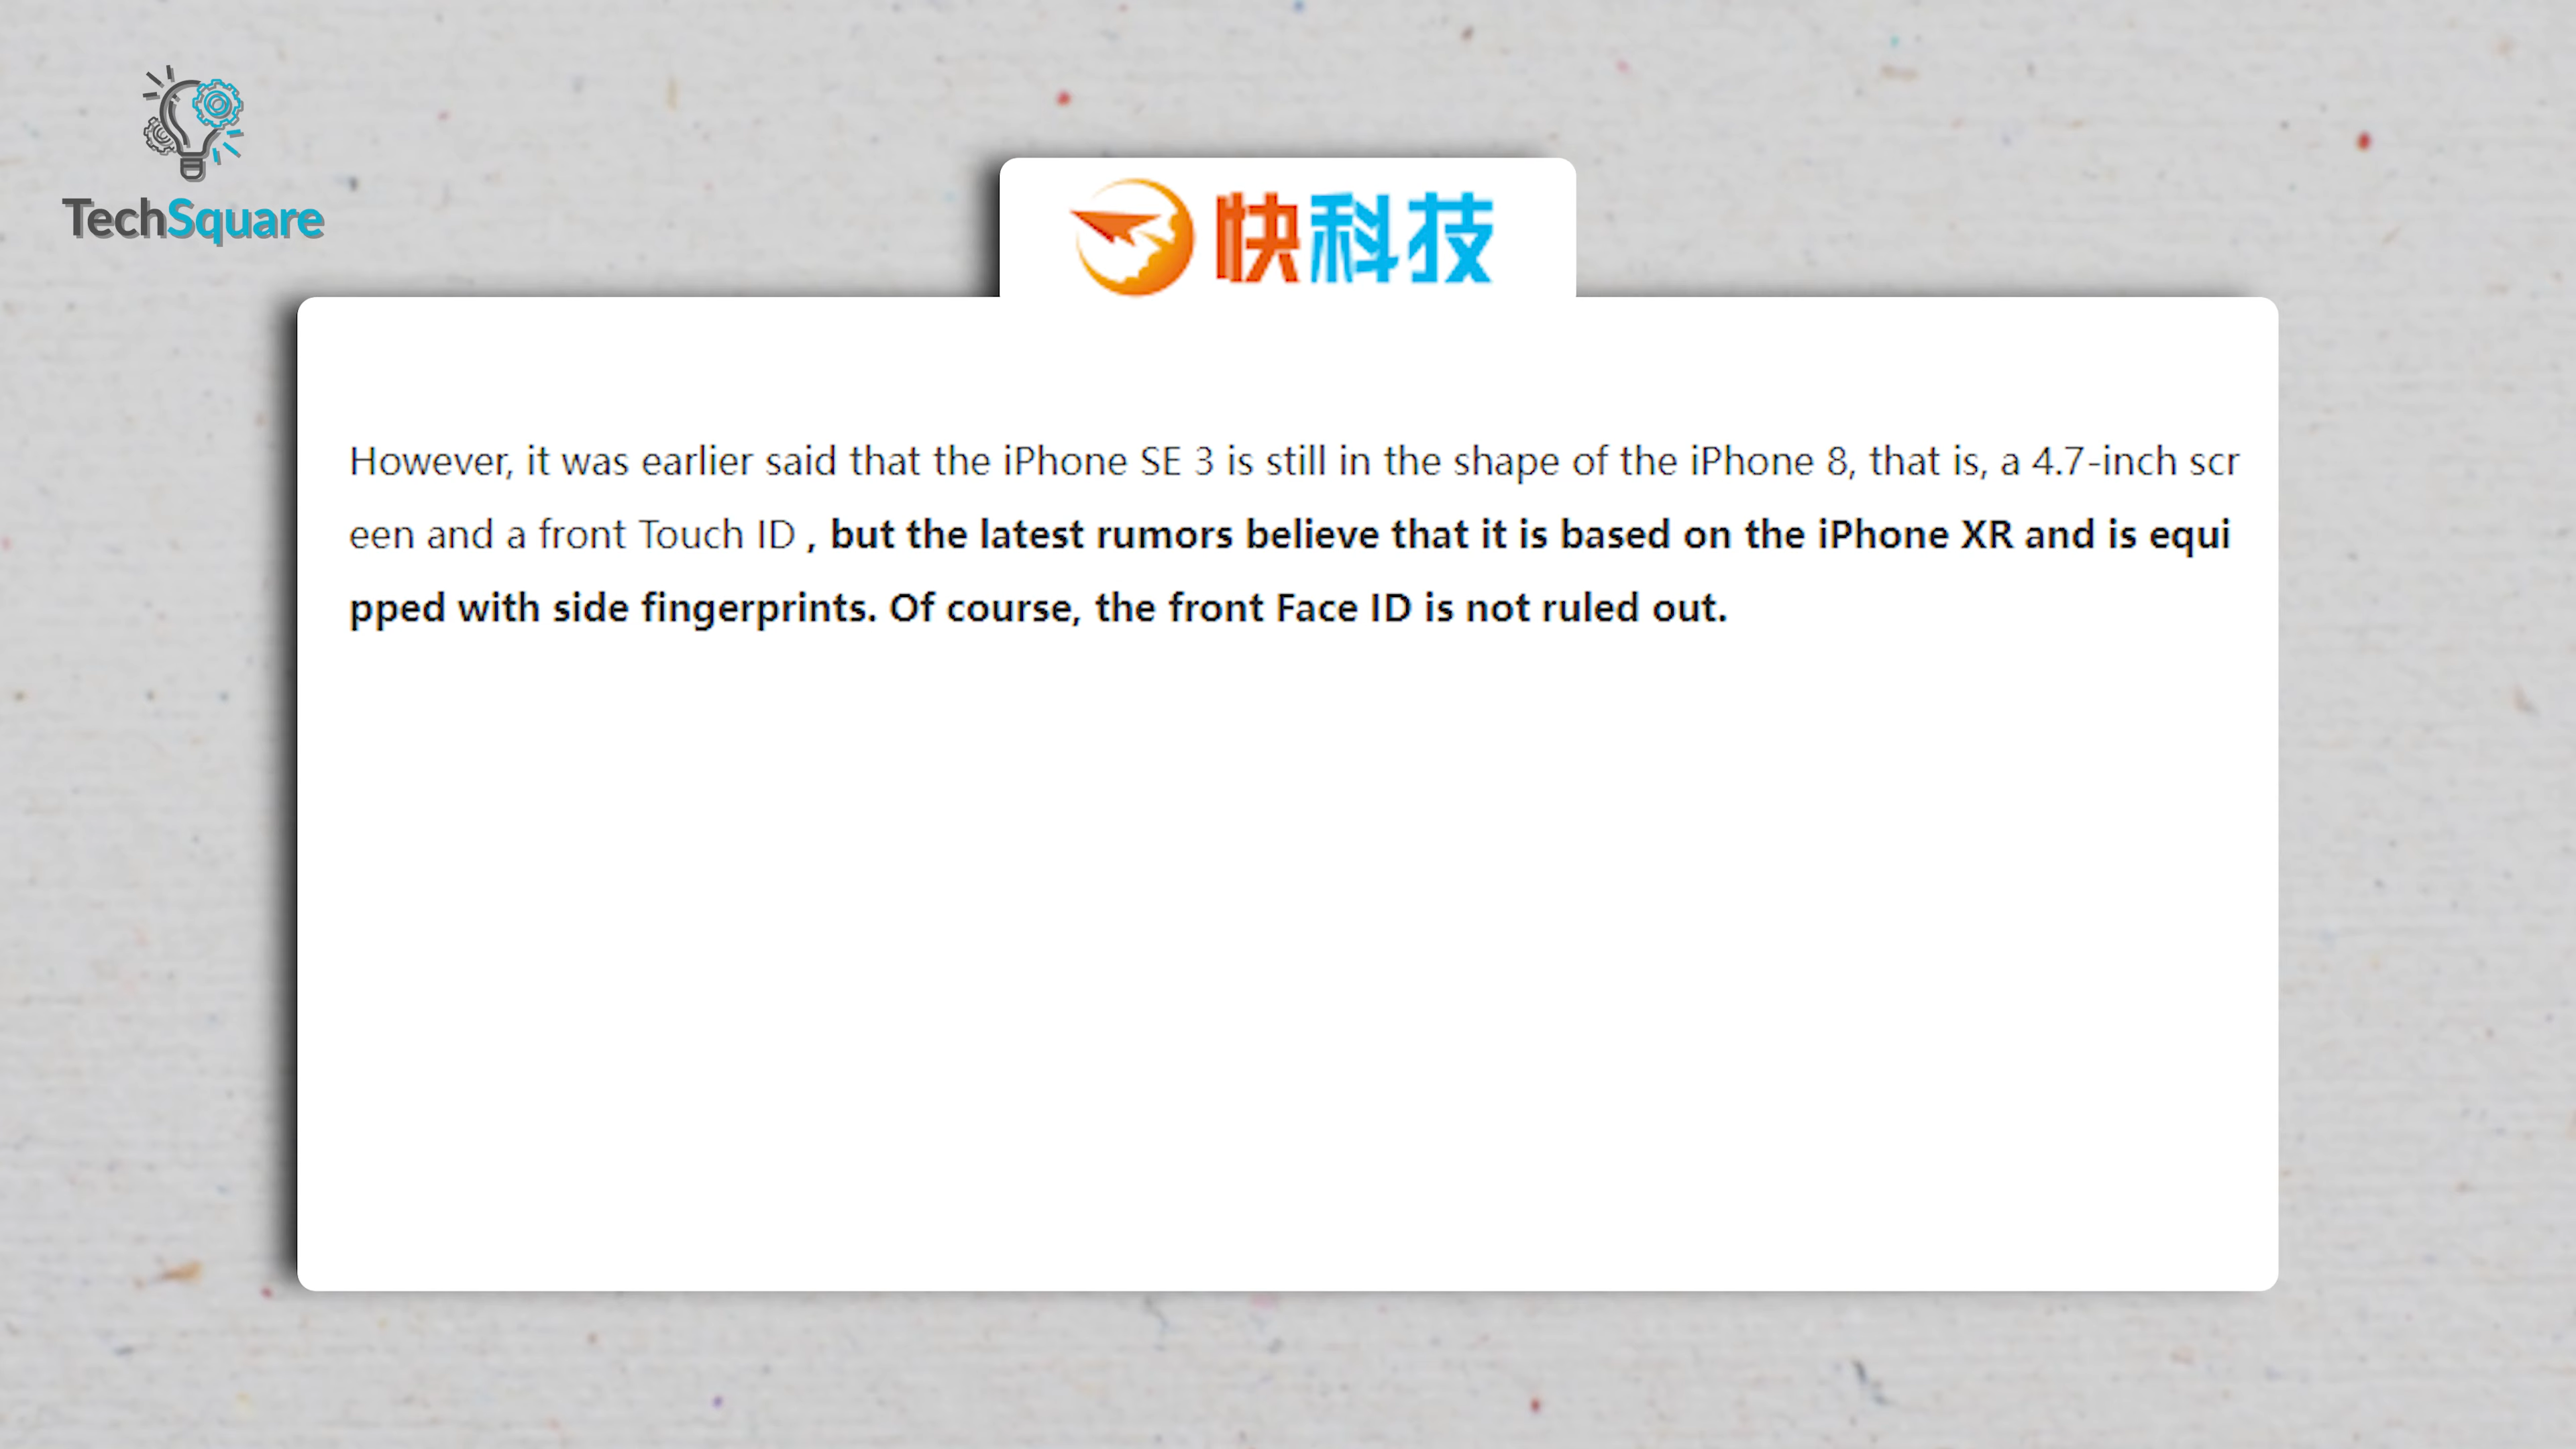 TechSquare
快科技
However, it was earlier said that the iPhone SE 3 is still in the shape of the iPhone 8, that is, a 4.7-inch scr
een and a front Touch ID , but the latest rumors believe that it is based on the iPhone XR and is equi
pped with side fingerprints. Of course, the front Face ID is not ruled out.